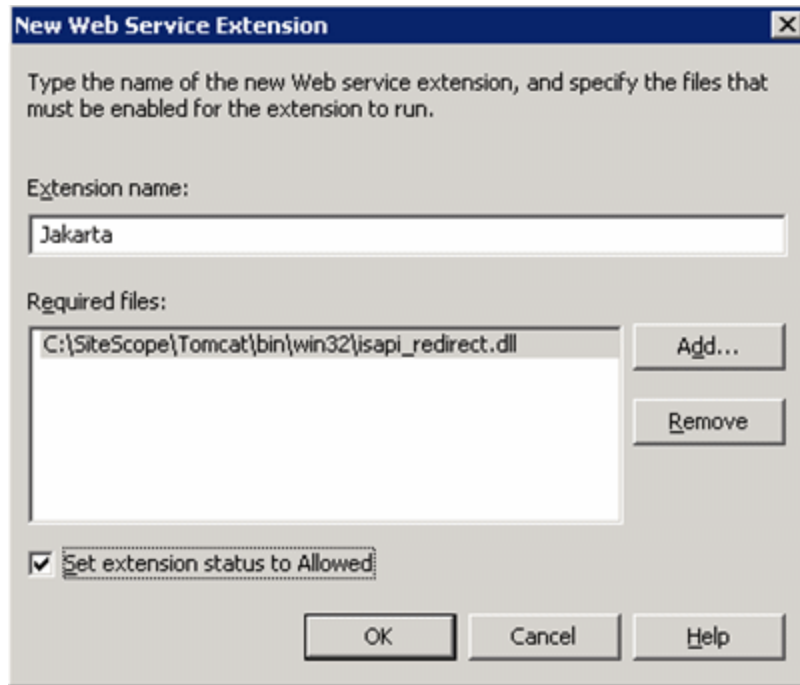 New Web Service Extension
Type the name of the new Web service extension, and specify the files that
must be enabled for the extension to run.
Extension name:
Jakarta
Required files:
C:\SiteScope\Tomcat\bin\win32\isapi_redirect.dll
Add...
Remove
Set extension status to Allowed
OK
Cancel
Help